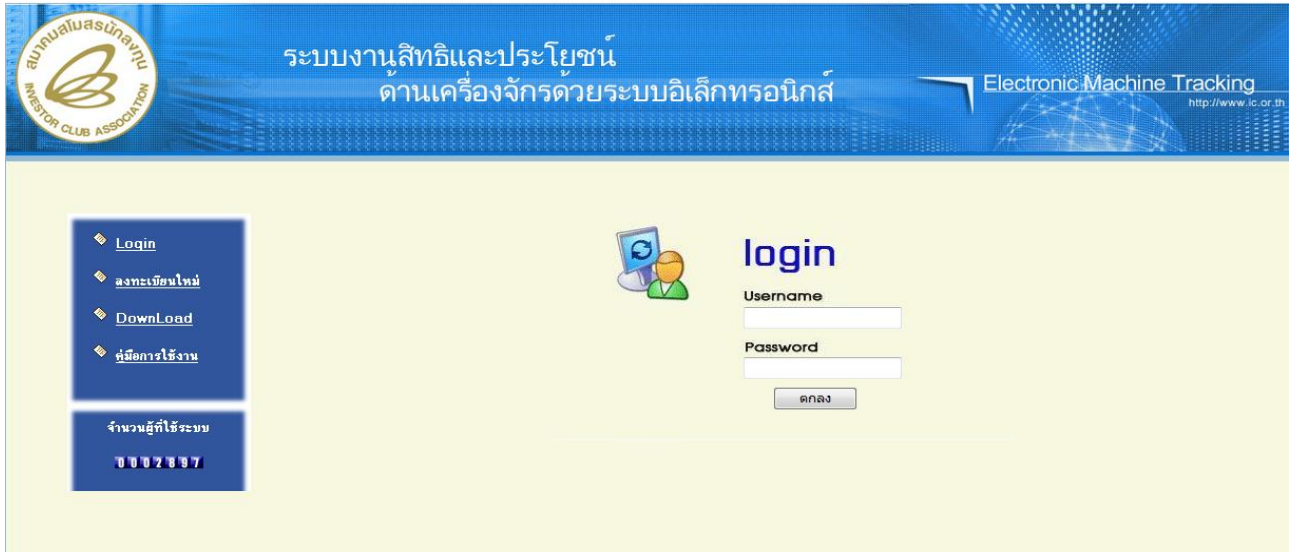 สมาคมสโมสรนักลงทุน
INVESTOR CLUB ASSOCIATION
ระบบงานสิทธิและประโยชน์
ด้านเครื่องจักรด้วยระบบอิเล็กทรอนิกส์
Electronic Machine Tracking
http://www.ic.or.th
Login
ลงทะเบียนใหม่
DownLoad
คู่มือการใช้งาน
จำนวนผู้ที่ใช้ระบบ
0002897
login
Username
Password
ตกลง